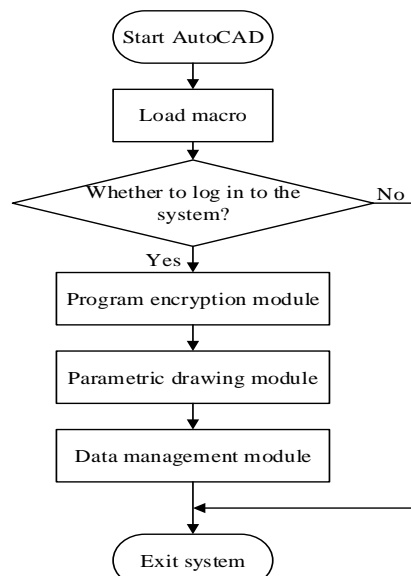 Start AutoCAD
Load macro
Whether to log in to the
system?
No
Yes
Program encryption module
Parametric drawing module
Data management module
Exit system